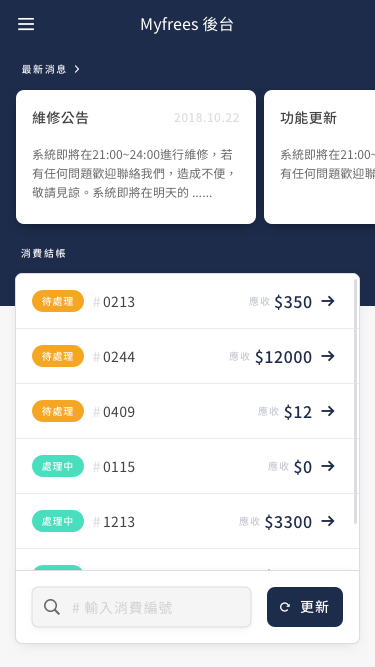 Myfrees 後台
最新消息
維修公告 2018.10.22
系統即將在21:00~24:00進行維修，若
有任何問題歡迎聯絡我們，造成不便，
敬請見諒。系統即將在明天的 ......
功能更新
系統即將在21:00~
有任何問題歡迎聯
消費結帳
待處理 # 0213 應收 $350
待處理 # 0244 應收 $12000
待處理 # 0409 應收 $12
處理中 # 0115 應收 $0
處理中 # 1213 應收 $3300
# 輸入消費編號
更新